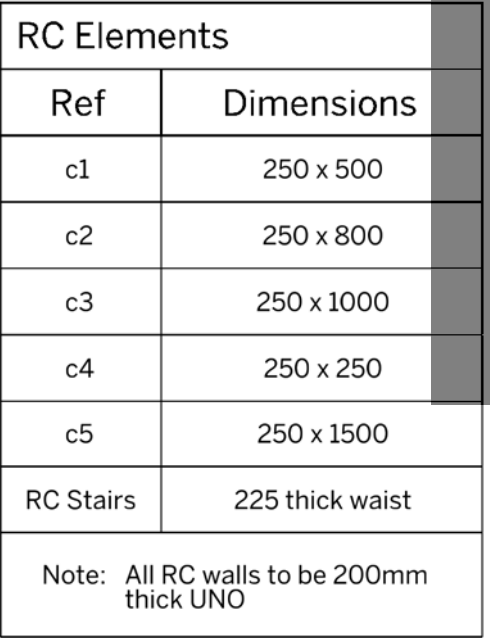 RC Elements
Ref Dimensions
c1 250 x 500
c2 250 x 800
c3 250 x 1000
c4 250 x 250
c5 250 x 1500
RC Stairs 225 thick waist
Note: All RC walls to be 200mm
thick UNO